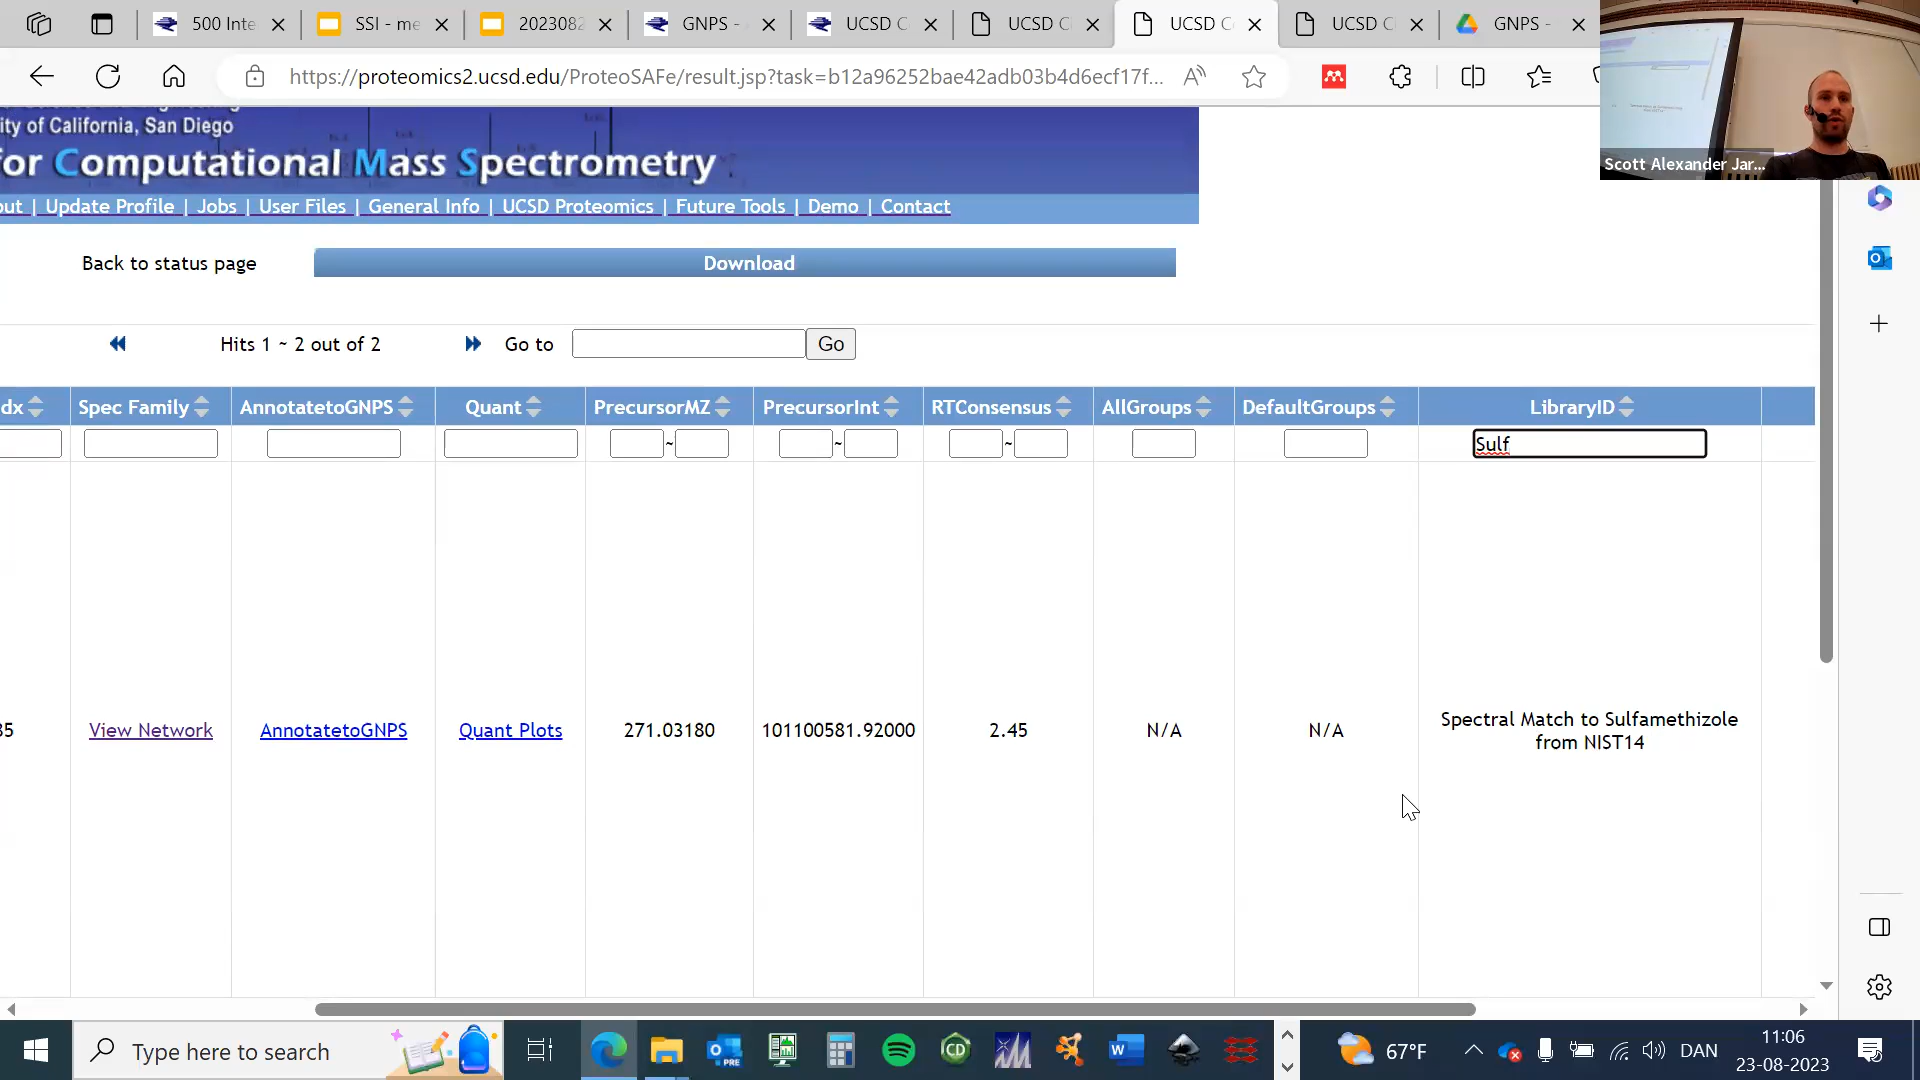 500 Inte
SSI - me
2023082
GNPS -
UCSD C
UCSD C
UCSD C
UCSD C
GNPS -
https://proteomics2.ucsd.edu/ProteoSAFe/result.jsp?task=b12a96252bae42adb03b4d6ecf17f...
Scott Alexander Jar...
ity of California, San Diego
for Computational Mass Spectrometry
out | Update Profile | Jobs | User Files | General Info | UCSD Proteomics | Future Tools | Demo | Contact
Back to status page
Download
Hits 1 ~ 2 out of 2
Go to
Go
dx
Spec Family
AnnotatetoGNPS
Quant
PrecursorMZ
PrecursorInt
RTConsensus
AllGroups
DefaultGroups
LibraryID
~
~
~
Sulf
35
View Network
AnnotatetoGNPS
Quant Plots
271.03180
101100581.92000
2.45
N/A
N/A
Spectral Match to Sulfamethizole
from NIST14
Type here to search
67°F
DAN
11:06
23-08-2023